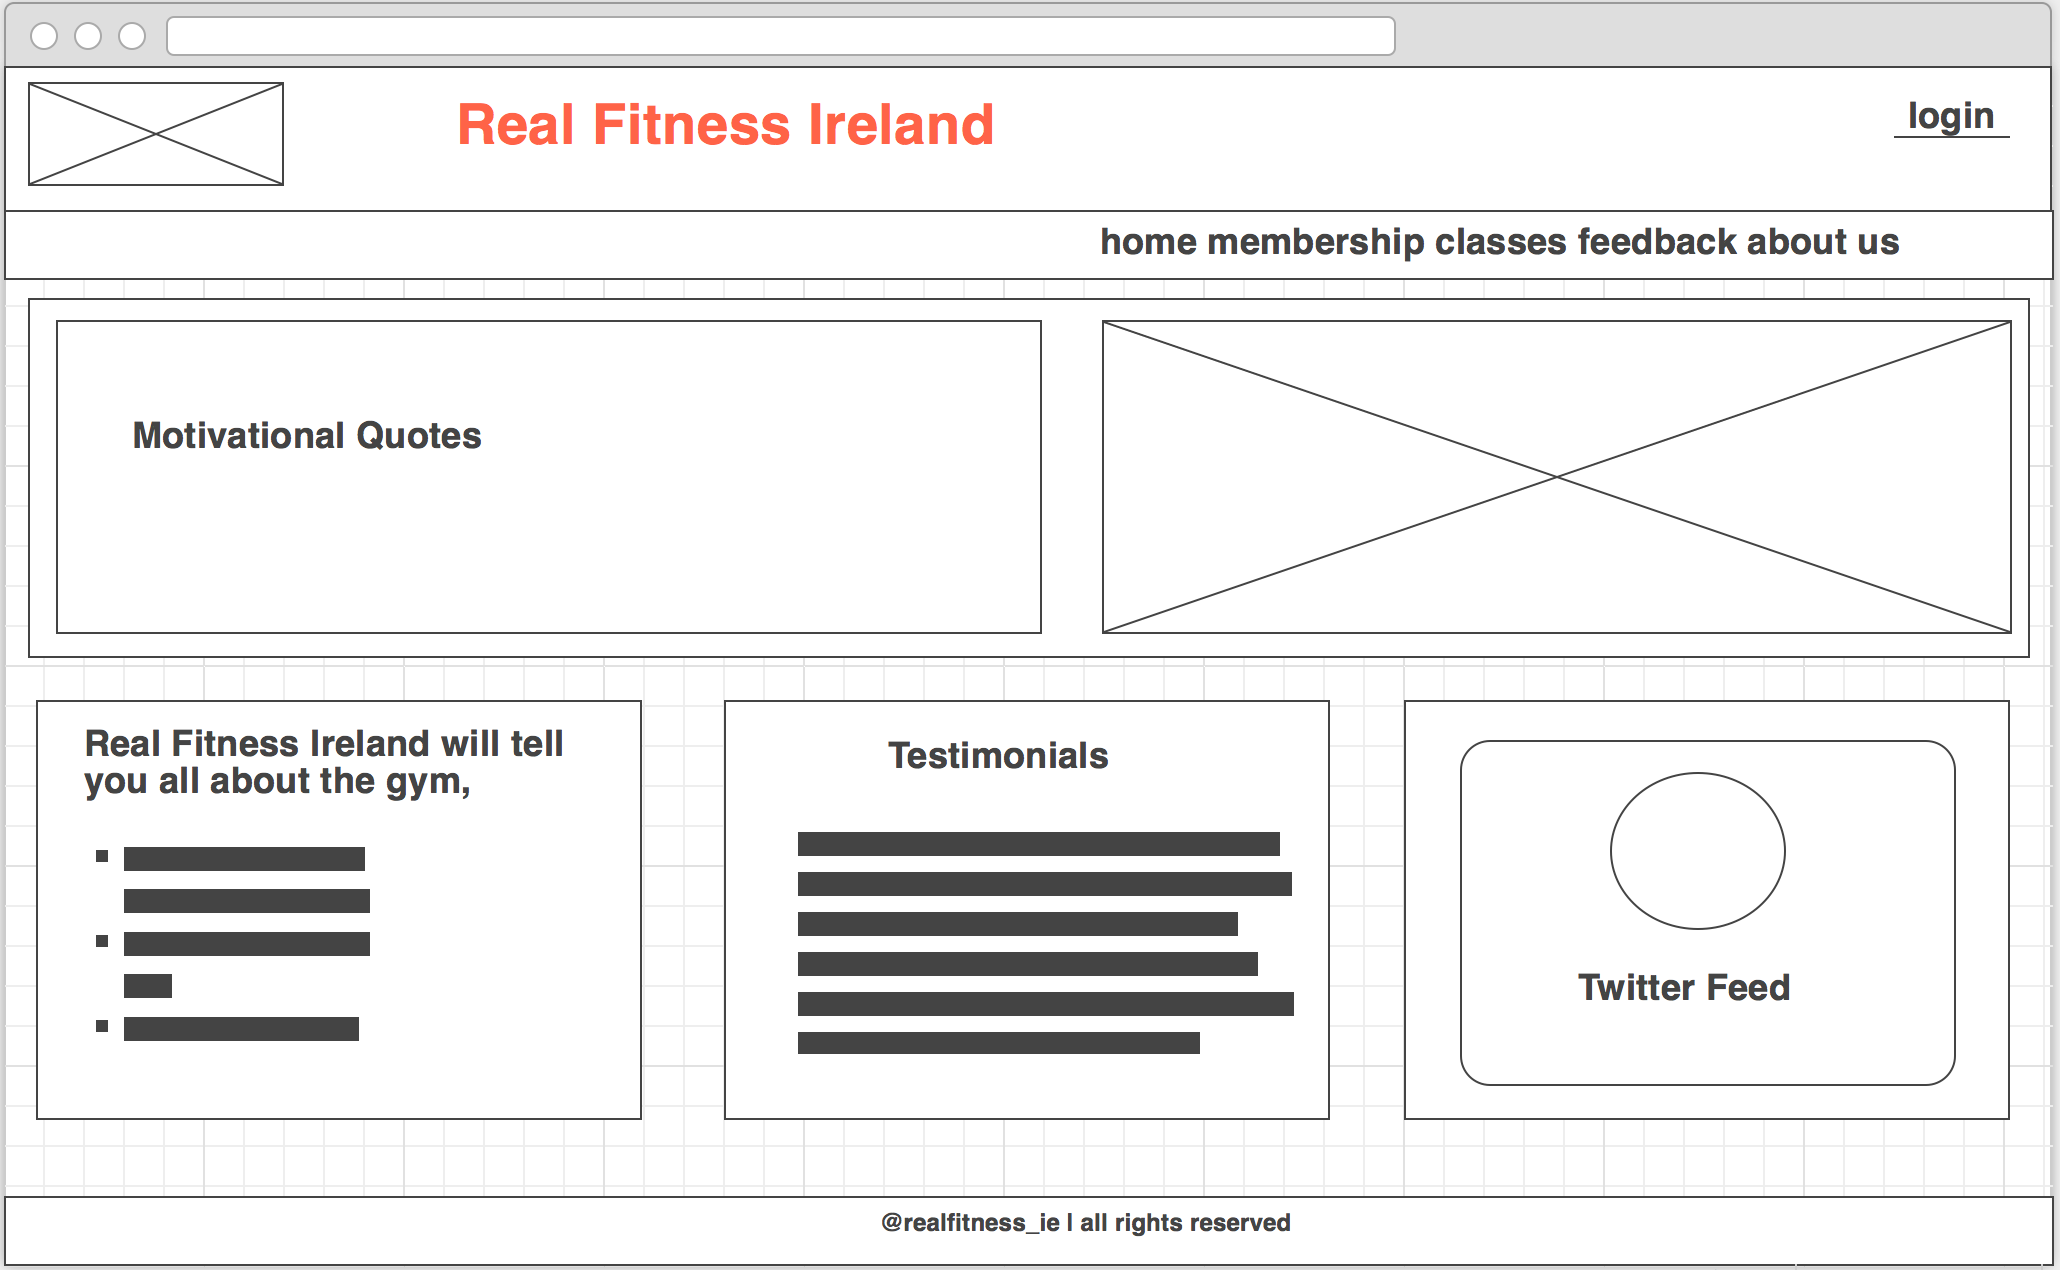 Real Fitness Ireland
login
home membership classes feedback about us
Motivational Quotes
Real Fitness Ireland will tell
you all about the gym,
Testimonials
Twitter Feed
@realfitness_ie | all rights reserved